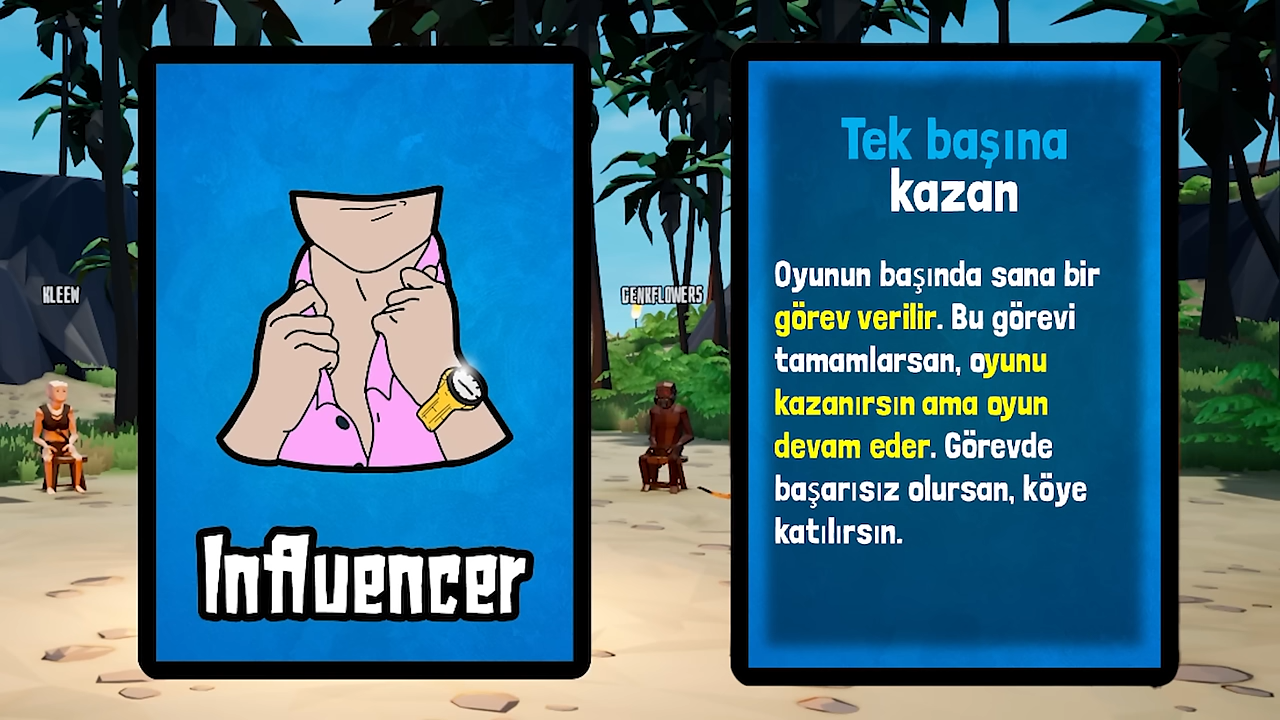 Tek başına
kazan
KLEEN
GENKFLOWERS
Oyunun başında sana bir
görev verilir. Bu görevi
tamamlarsan, oyunu
kazanırsın ama oyun
devam eder. Görevde
başarısız olursan, köye
katılırsın.
Influencer